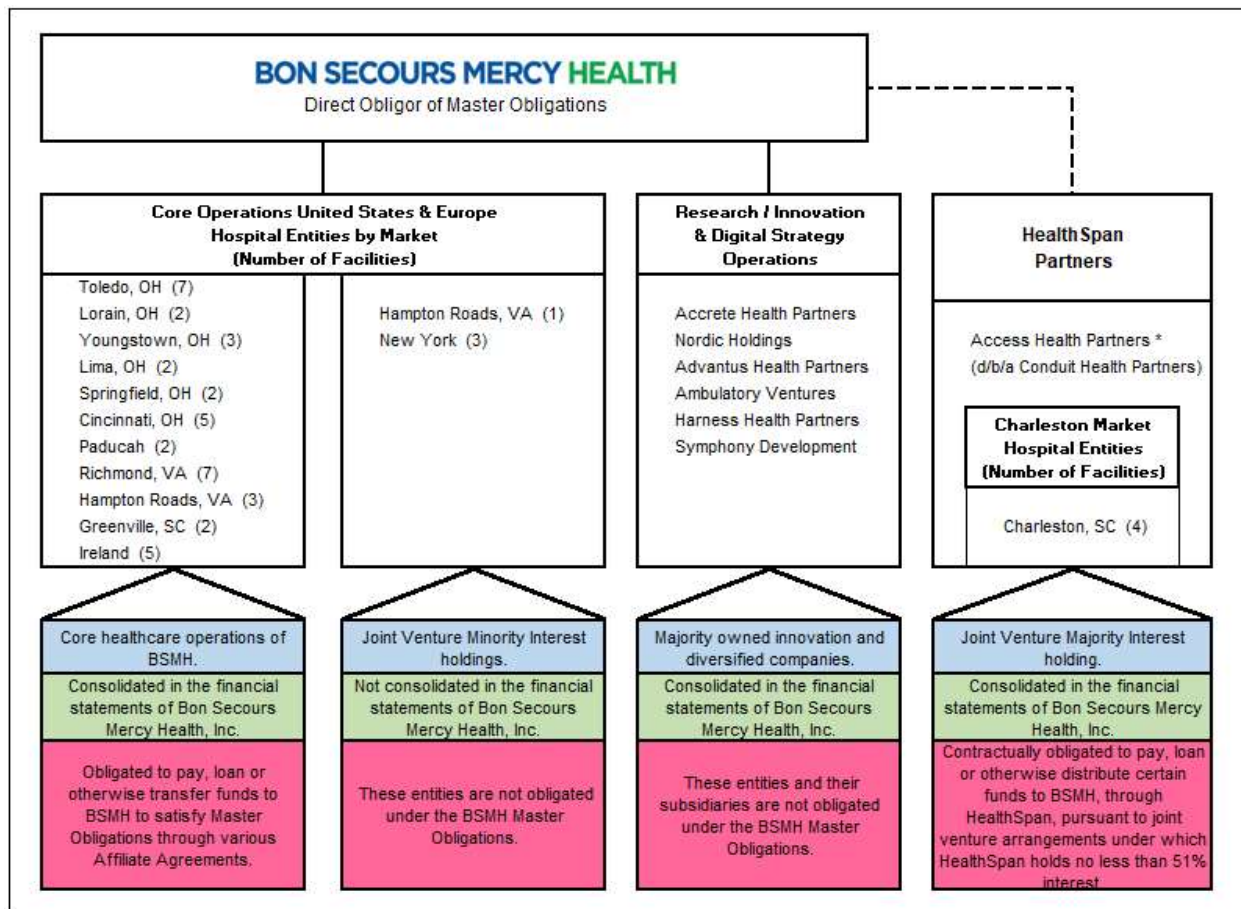 BON SECOURS MERCY HEALTH
Direct Obligor of Master Obligations
Core Operations United States & Europe
Hospital Entities by Market
(Number of Facilities)
Toledo, OH (7)
Lorain, OH (2)
Youngstown, OH (3)
Lima, OH (2)
Springfield, OH (2)
Cincinnati, OH (5)
Paducah (2)
Richmond, VA (7)
Hampton Roads, VA (3)
Greenville, SC (2)
Ireland (5)
Hampton Roads, VA (1)
New York (3)
Research / Innovation
& Digital Strategy
Operations
Accrete Health Partners
Nordic Holdings
Advantus Health Partners
Ambulatory Ventures
Harness Health Partners
Symphony Development
HealthSpan
Partners
Access Health Partners *
(d/b/a Conduit Health Partners)
Charleston Market
Hospital Entities
(Number of Facilities)
Charleston, SC (4)
Core healthcare operations of
BSMH.
Consolidated in the financial
statements of Bon Secours
Mercy Health, Inc.
Obligated to pay, loan or
otherwise transfer funds to
BSMH to satisfy Master
Obligations through various
Affiliate Agreements.
Joint Venture Minority Interest
holdings.
Not consolidated in the financial
statements of Bon Secours
Mercy Health, Inc.
These entities are not obligated
under the BSMH Master
Obligations.
Majority owned innovation and
diversified companies.
Consolidated in the financial
statements of Bon Secours
Mercy Health, Inc.
These entities and their
subsidiaries are not obligated
under the BSMH Master
Obligations.
Joint Venture Majority Interest
holding.
Consolidated in the financial
statements of Bon Secours Mercy
Health, Inc.
Contractually obligated to pay, loan
or otherwise distribute certain
funds to BSMH, through
HealthSpan, pursuant to joint
venture arrangements under which
HealthSpan holds no less than 51%
interest